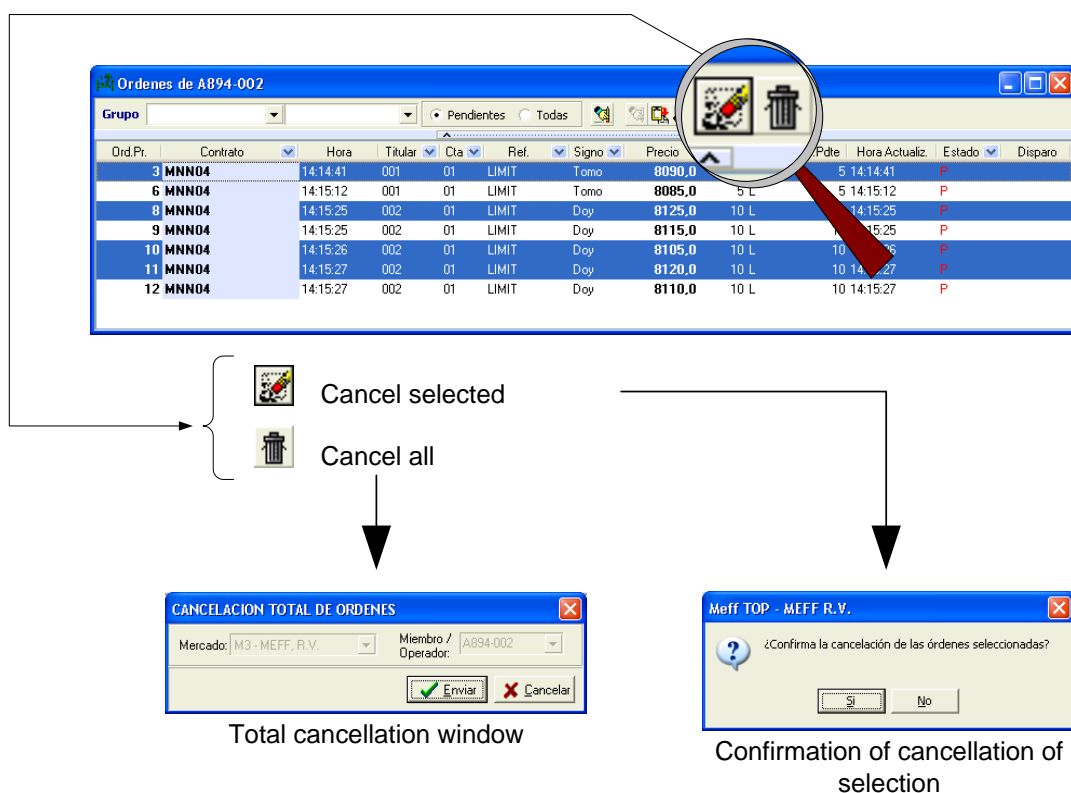 Ordenes de A894-002
Grupo Pendientes Todas
Ord.Pr. Contrato Hora Titular Cta Ref. Signo Precio Pdte Hora Actualiz. Estado Disparo
3 MNN04 14:14:41 001 01 LIMIT Tomo 8090,0 5 14:14:41 P
6 MNN04 14:15:12 001 01 LIMIT Tomo 8085,0 5 L 5 14:15:12 P
8 MNN04 14:15:25 002 01 LIMIT Doy 8125,0 10 L 14:15:25 P
9 MNN04 14:15:25 002 01 LIMIT Doy 8115,0 10 L 15:25 P
10 MNN04 14:15:26 002 01 LIMIT Doy 8105,0 10 L 10 P
11 MNN04 14:15:27 002 01 LIMIT Doy 8120,0 10 L 10 P
12 MNN04 14:15:27 002 01 LIMIT Doy 8110,0 10 L 10 14:15:27 P
Cancel selected
Cancel all
CANCELACION TOTAL DE ORDENES
Mercado: M3 - MEFF, R.V. Miembro / Operador: A894-002
Enviar Cancelar
Total cancellation window
Meff TOP - MEFF R.V.
¿Confirma la cancelación de las órdenes seleccionadas?
Si No
Confirmation of cancellation of
selection